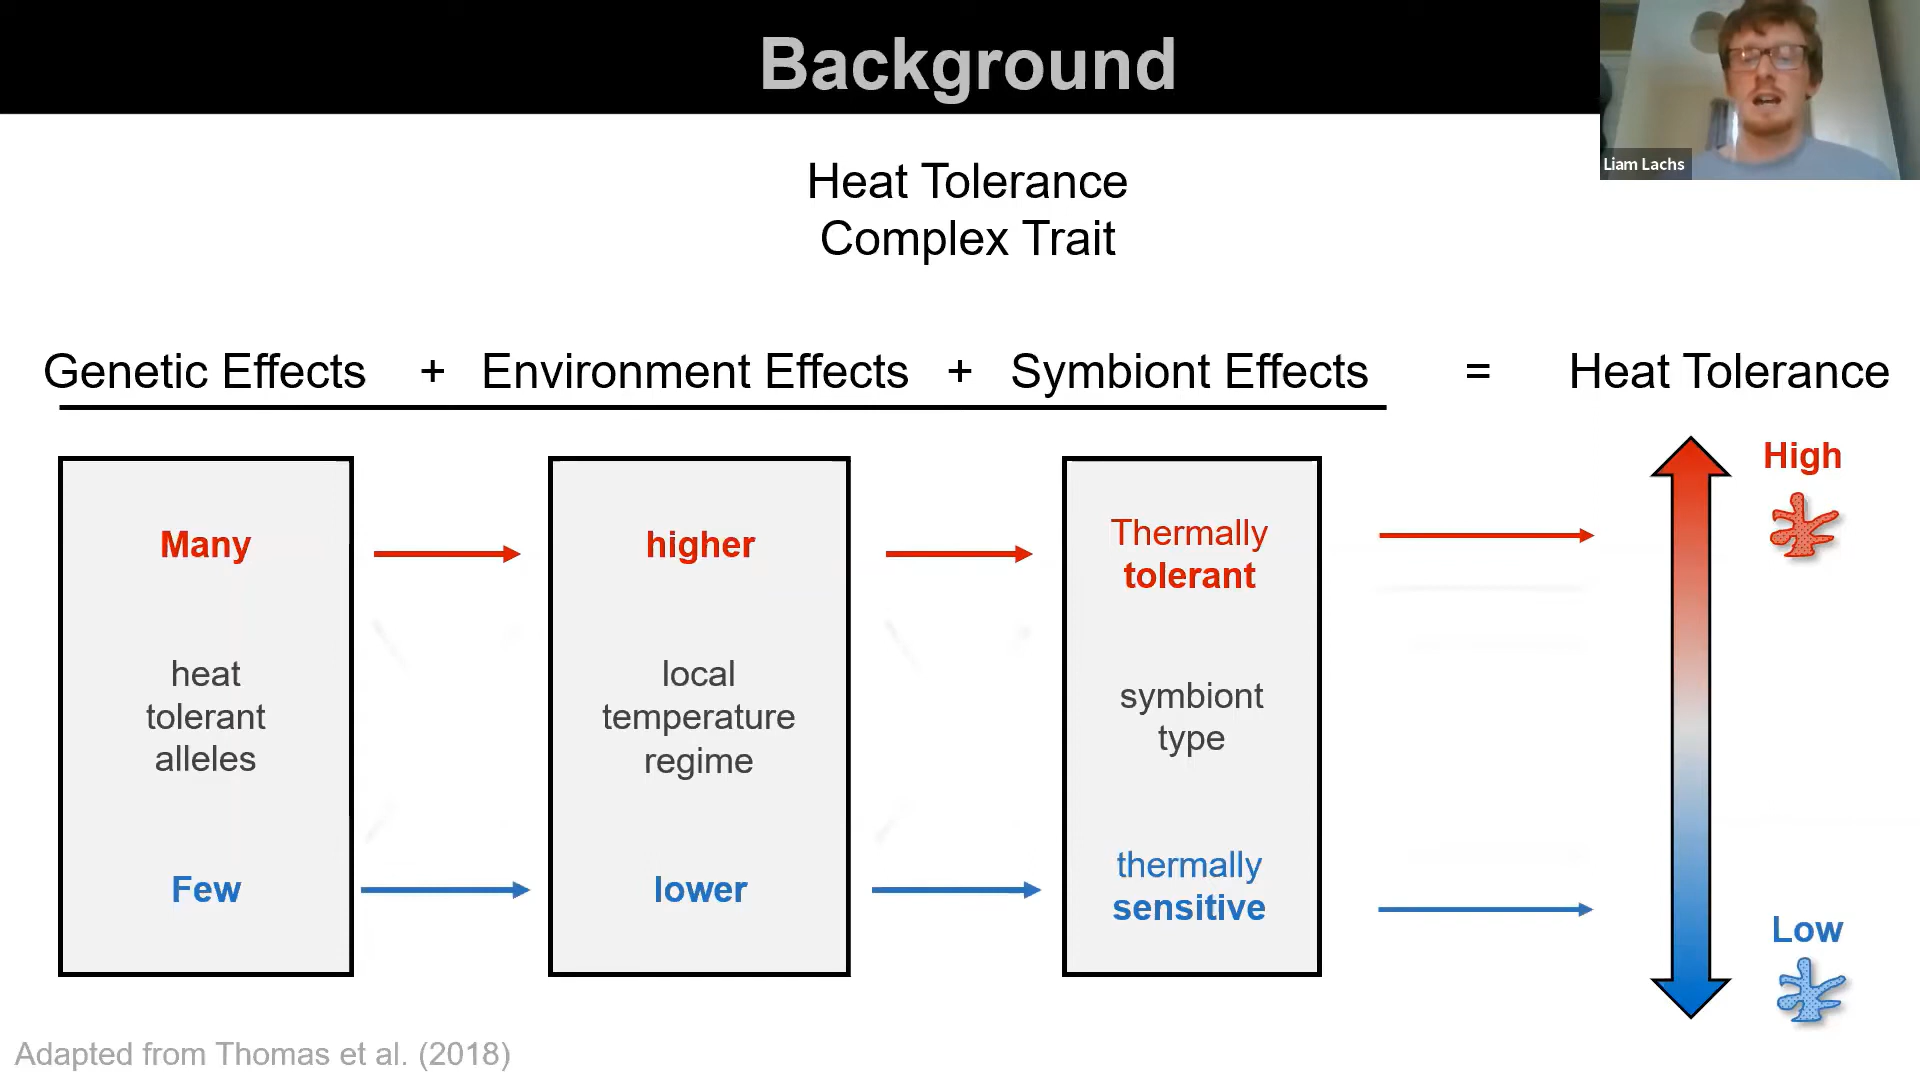 Background
Liam Lachs
Heat Tolerance
Complex Trait
Genetic Effects + Environment Effects + Symbiont Effects = Heat Tolerance
Many
heat
tolerant
alleles
Few
higher
local
temperature
regime
lower
Thermally
tolerant
symbiont
type
thermally
sensitive
High
Low
Adapted from Thomas et al. (2018)